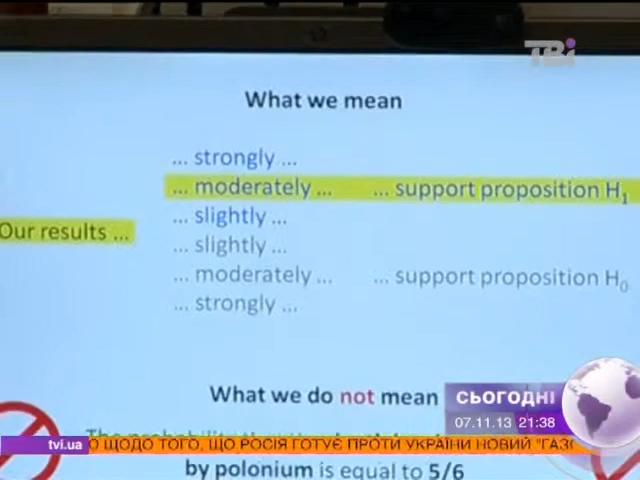 ТВі
What we mean
... strongly ...
... moderately ... ... support proposition H₁
... slightly ...
Our results ...
... slightly ...
... moderately ... ... support proposition H₀
... strongly ...
What we do not mean
СЬОГОДНІ
07.11.13 21:38
tvi.ua О ЩОДО ТОГО, ЩО РОСІЯ ГОТУЄ ПРОТИ УКРАЇНИ НОВИЙ "ГАЗО
by polonium is equal to 5/6